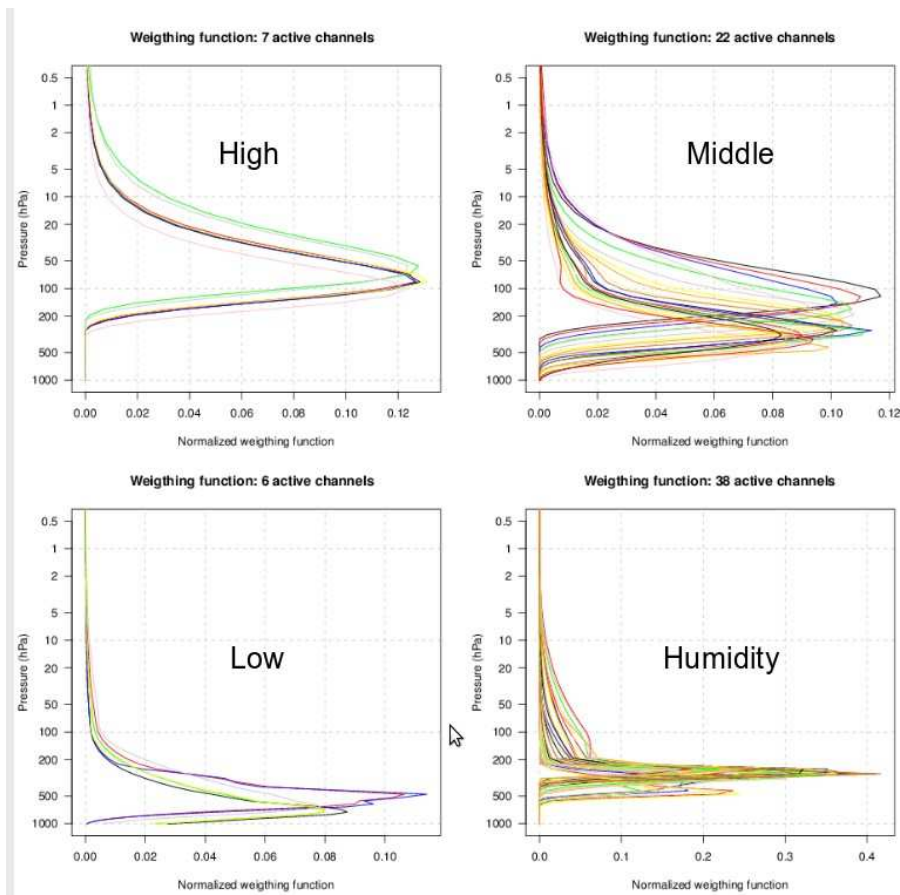 Weigthing function: 7 active channels
0.5
1
2
5
10
20
50
100
200
500
1000
Pressure (hPa)
High
0.00 0.02 0.04 0.06 0.08 0.10 0.12
Normalized weigthing function
Weigthing function: 22 active channels
0.5
1
2
5
10
20
50
100
200
500
1000
Pressure (hPa)
Middle
0.00 0.02 0.04 0.06 0.08 0.10 0.12
Normalized weigthing function
Weigthing function: 6 active channels
0.5
1
2
5
10
20
50
100
200
500
1000
Pressure (hPa)
Low
0.00 0.02 0.04 0.06 0.08 0.10
Normalized weigthing function
Weigthing function: 38 active channels
0.5
1
2
5
10
20
50
100
200
500
1000
Pressure (hPa)
Humidity
0.0 0.1 0.2 0.3 0.4
Normalized weigthing function